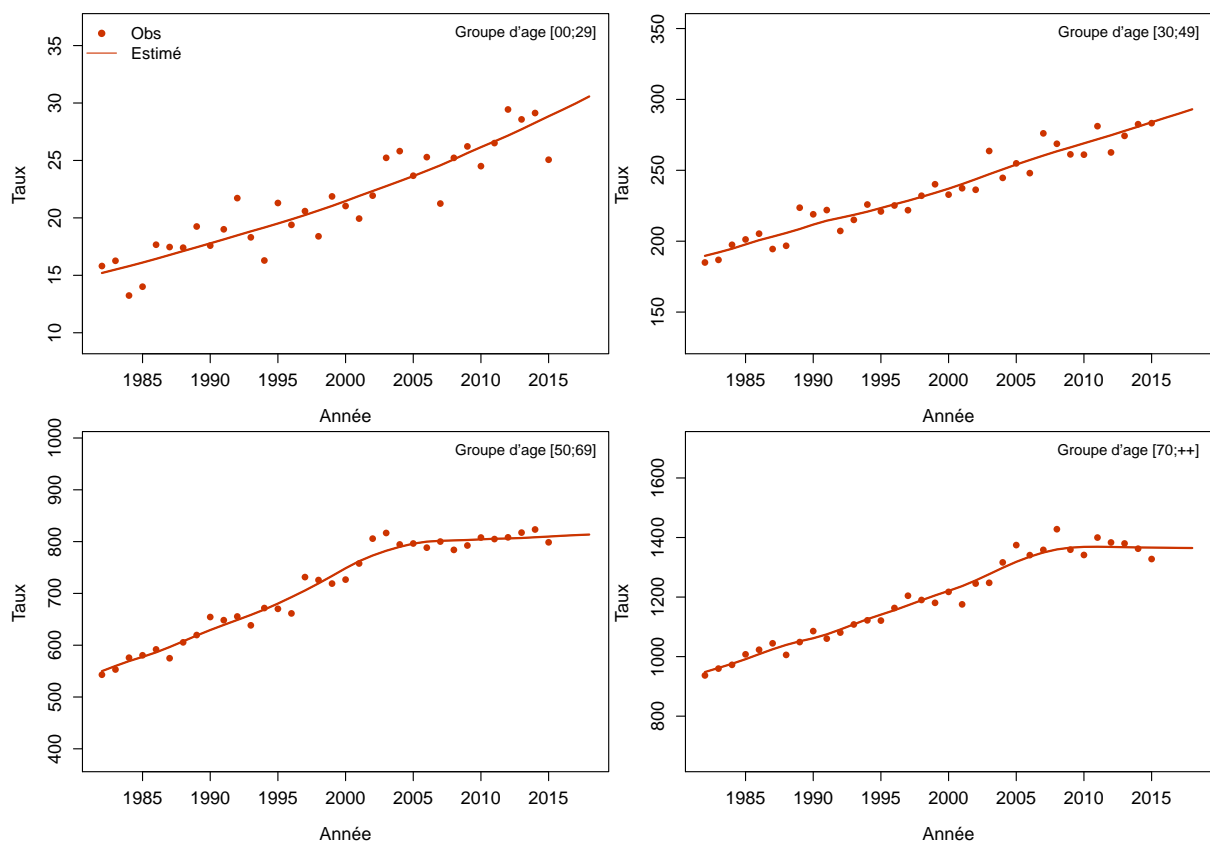 Obs
Estimé
Groupe d'age [00;29]
Taux
10
15
20
25
30
35
1985 1990 1995 2000 2005 2010 2015
Année
Groupe d'age [30;49]
Taux
150
200
250
300
350
1985 1990 1995 2000 2005 2010 2015
Année
Groupe d'age [50;69]
Taux
400
500
600
700
800
900
1000
1985 1990 1995 2000 2005 2010 2015
Année
Groupe d'age [70;++]
Taux
800
1000
1200
1400
1600
1985 1990 1995 2000 2005 2010 2015
Année